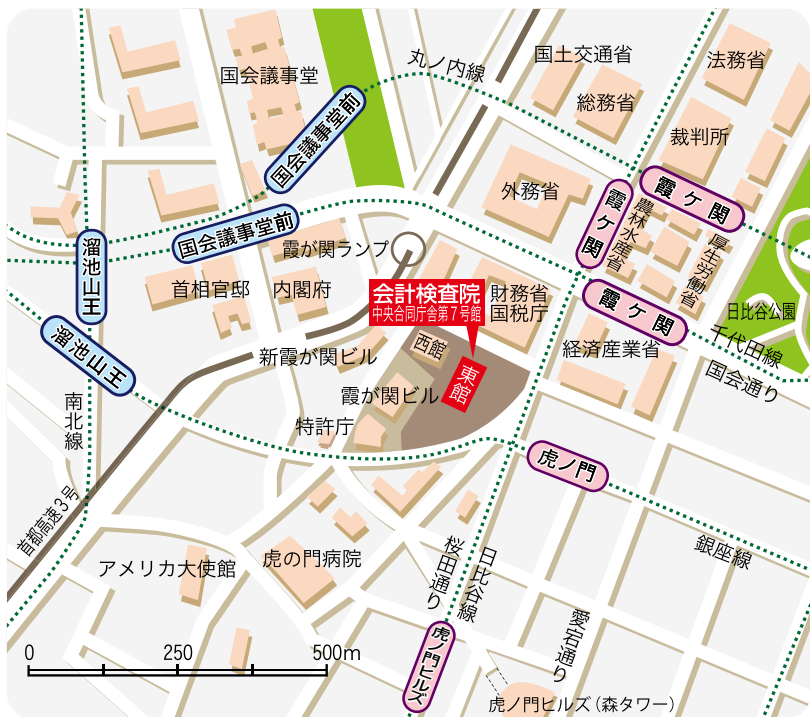 国土交通省
法務省
丸ノ内線
国会議事堂
総務省
裁判所
国会議事堂前
外務省
霞ケ関
霞ケ関
農林水産省
厚生労働省
国会議事堂前
霞が関ランプ
溜池山王
首相官邸
内閣府
会計検査院
中央合同庁舎第7号館
財務省
国税庁
霞ケ関
日比谷公園
千代田線
国会通り
溜池山王
新霞が関ビル
西館
東館
経済産業省
霞が関ビル
南北線
特許庁
虎ノ門
首都高速3号
銀座線
アメリカ大使館
虎の門病院
桜田通り
日比谷線
愛宕通り
虎ノ門ヒルズ
0 250 500m
虎ノ門ヒルズ(森タワー)